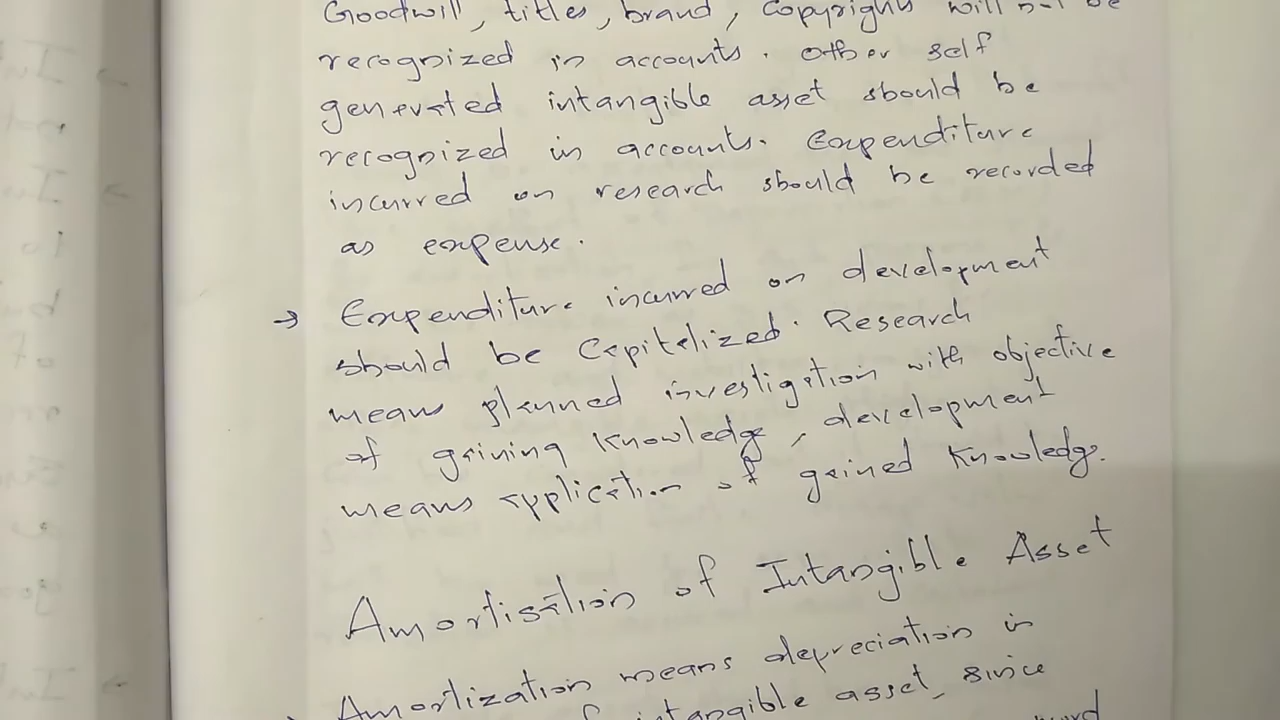 Goodwill, titles, brand, copyrights will not be
recognized in accounts. Other self
generated intangible asset should be
recognized in accounts. Expenditure
incurred on research should be recorded
as expense.
→ Expenditure incurred on development
should be Capitalized. Research
means planned investigation with objective
of gaining knowledge, development
means application of gained knowledge.
Amortisation of Intangible Asset
Amortization means depreciation in
intangible asset, since